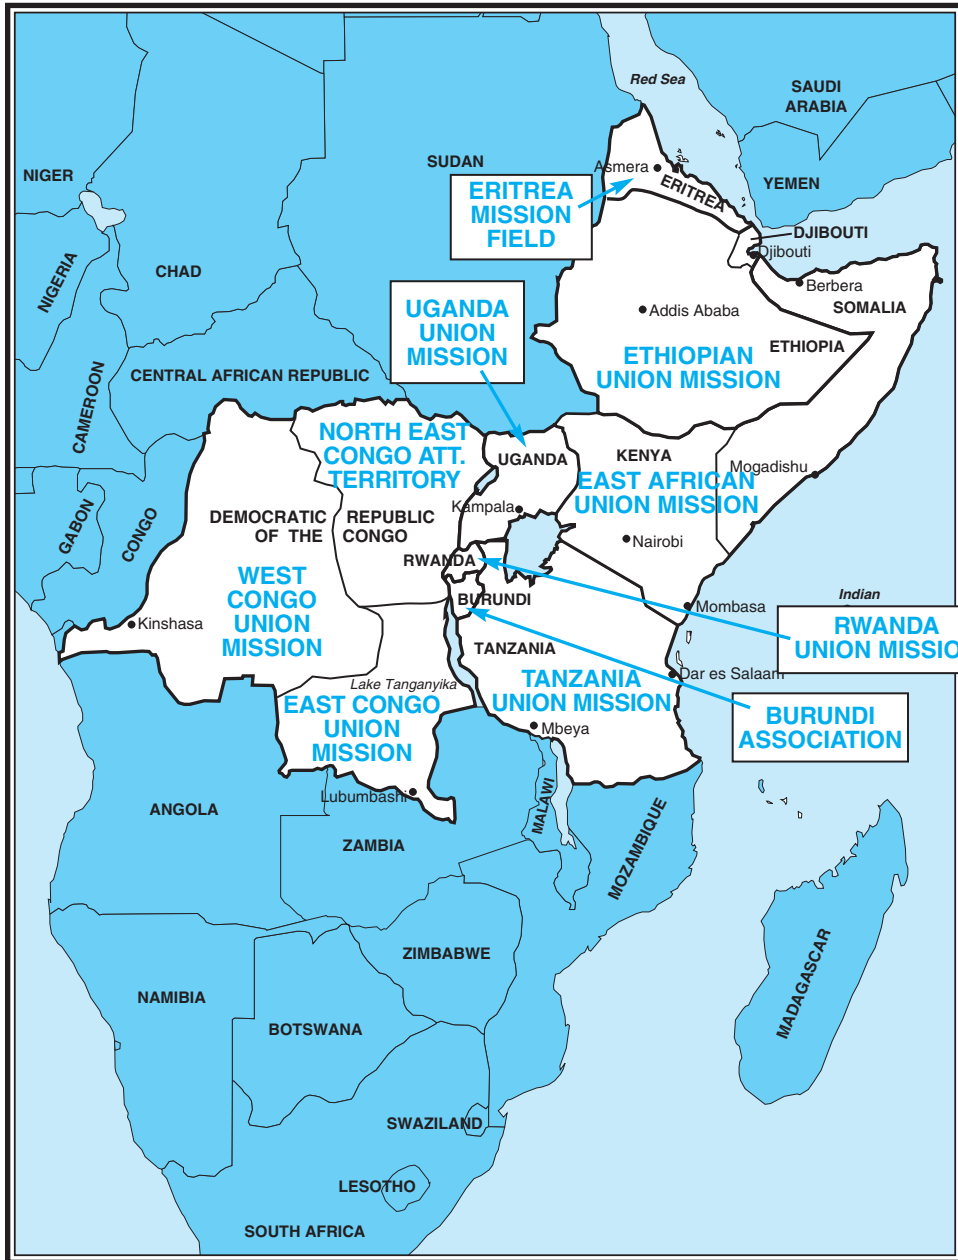 Red Sea
SAUDI
ARABIA
NIGER
SUDAN
Asmera
ERITREA
YEMEN
ERITREA
MISSION
FIELD
DJIBOUTI
Djibouti
NIGERIA
CHAD
Berbera
SOMALIA
Addis Ababa
UGANDA
UNION
MISSION
ETHIOPIA
ETHIOPIAN
UNION MISSION
CENTRAL AFRICAN REPUBLIC
CAMEROON
NORTH EAST
CONGO ATT.
TERRITORY
UGANDA
KENYA
Mogadishu
EAST AFRICAN
UNION MISSION
GABON
CONGO
Kampala
DEMOCRATIC REPUBLIC
OF THE CONGO
Nairobi
RWANDA
WEST
CONGO
UNION
MISSION
BURUNDI
Indian
Mombasa
Kinshasa
RWANDA
UNION MISSIO
TANZANIA
Dar es Salaam
Lake Tanganyika
TANZANIA
UNION MISSION
EAST CONGO
UNION
MISSION
BURUNDI
ASSOCIATION
Mbeya
Lubumbashi
ANGOLA
MALAWI
ZAMBIA
MOZAMBIQUE
ZIMBABWE
MADAGASCAR
NAMIBIA
BOTSWANA
SWAZILAND
LESOTHO
SOUTH AFRICA